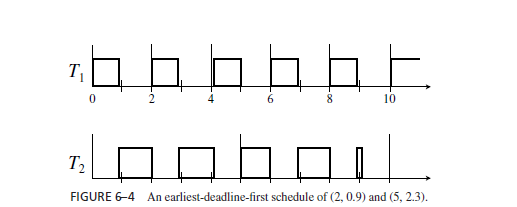 T1
0 2 4 6 8 10
T2
FIGURE 6–4 An earliest-deadline-first schedule of (2, 0.9) and (5, 2.3).